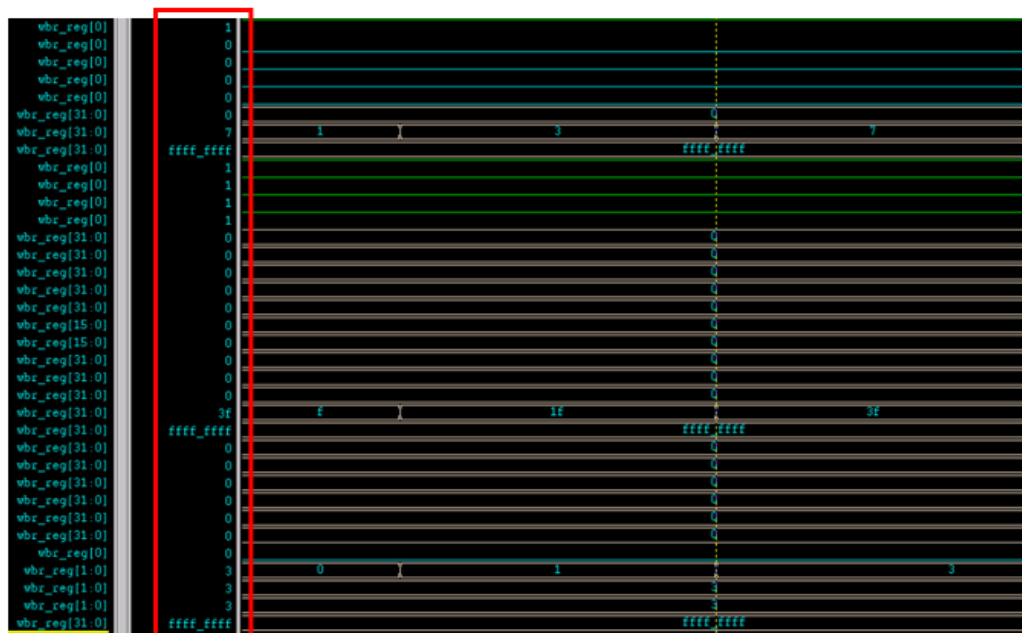 wbr_reg[0] 1
wbr_reg[0] 0
wbr_reg[0] 0
wbr_reg[0] 0
wbr_reg[0] 0
wbr_reg[31:0] 0 0
wbr_reg[31:0] 7 1 3 7
wbr_reg[31:0] ffff_ffff ffff_ffff
wbr_reg[0] 1
wbr_reg[0] 1
wbr_reg[0] 1
wbr_reg[0] 1
wbr_reg[31:0] 0 0
wbr_reg[31:0] 0 0
wbr_reg[31:0] 0 0
wbr_reg[31:0] 0 0
wbr_reg[31:0] 0 0
wbr_reg[15:0] 0 0
wbr_reg[15:0] 0 0
wbr_reg[31:0] 0 0
wbr_reg[31:0] 0 0
wbr_reg[31:0] 0 0
wbr_reg[31:0] 3f f 1f 3f
wbr_reg[31:0] ffff_ffff ffff_ffff
wbr_reg[31:0] 0 0
wbr_reg[31:0] 0 0
wbr_reg[31:0] 0 0
wbr_reg[31:0] 0 0
wbr_reg[31:0] 0 0
wbr_reg[31:0] 0 0
wbr_reg[0] 0
wbr_reg[1:0] 3 0 1 3
wbr_reg[1:0] 3 3
wbr_reg[1:0] 3 3
wbr_reg[31:0] ffff_ffff ffff_ffff